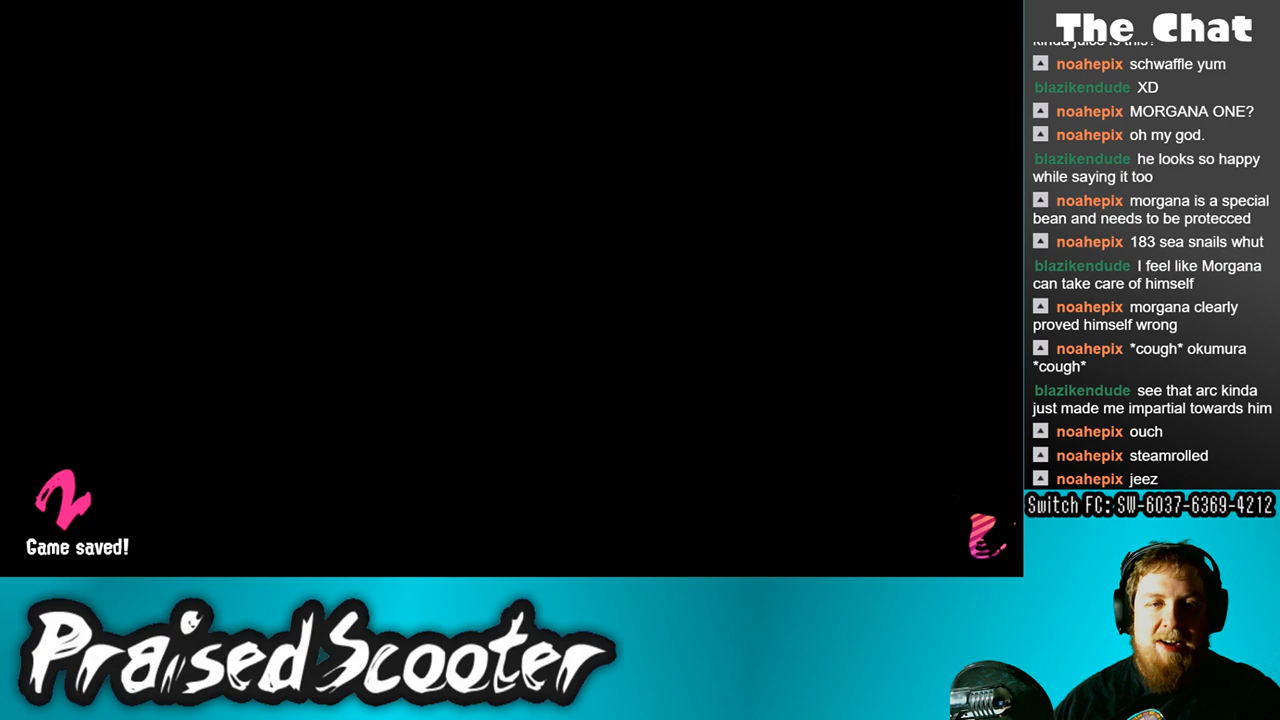 The Chat
kinda juice is this?
noahepix schwaffle yum
blazikendude XD
noahepix MORGANA ONE?
noahepix oh my god.
blazikendude he looks so happy
while saying it too
noahepix morgana is a special
bean and needs to be protecced
noahepix 183 sea snails whut
blazikendude I feel like Morgana
can take care of himself
noahepix morgana clearly
proved himself wrong
noahepix *cough* okumura
*cough*
blazikendude see that arc kinda
just made me impartial towards him
noahepix ouch
noahepix steamrolled
noahepix jeez
Switch FC: SW-6037-6369-4212
Game saved!
PraisedScooter